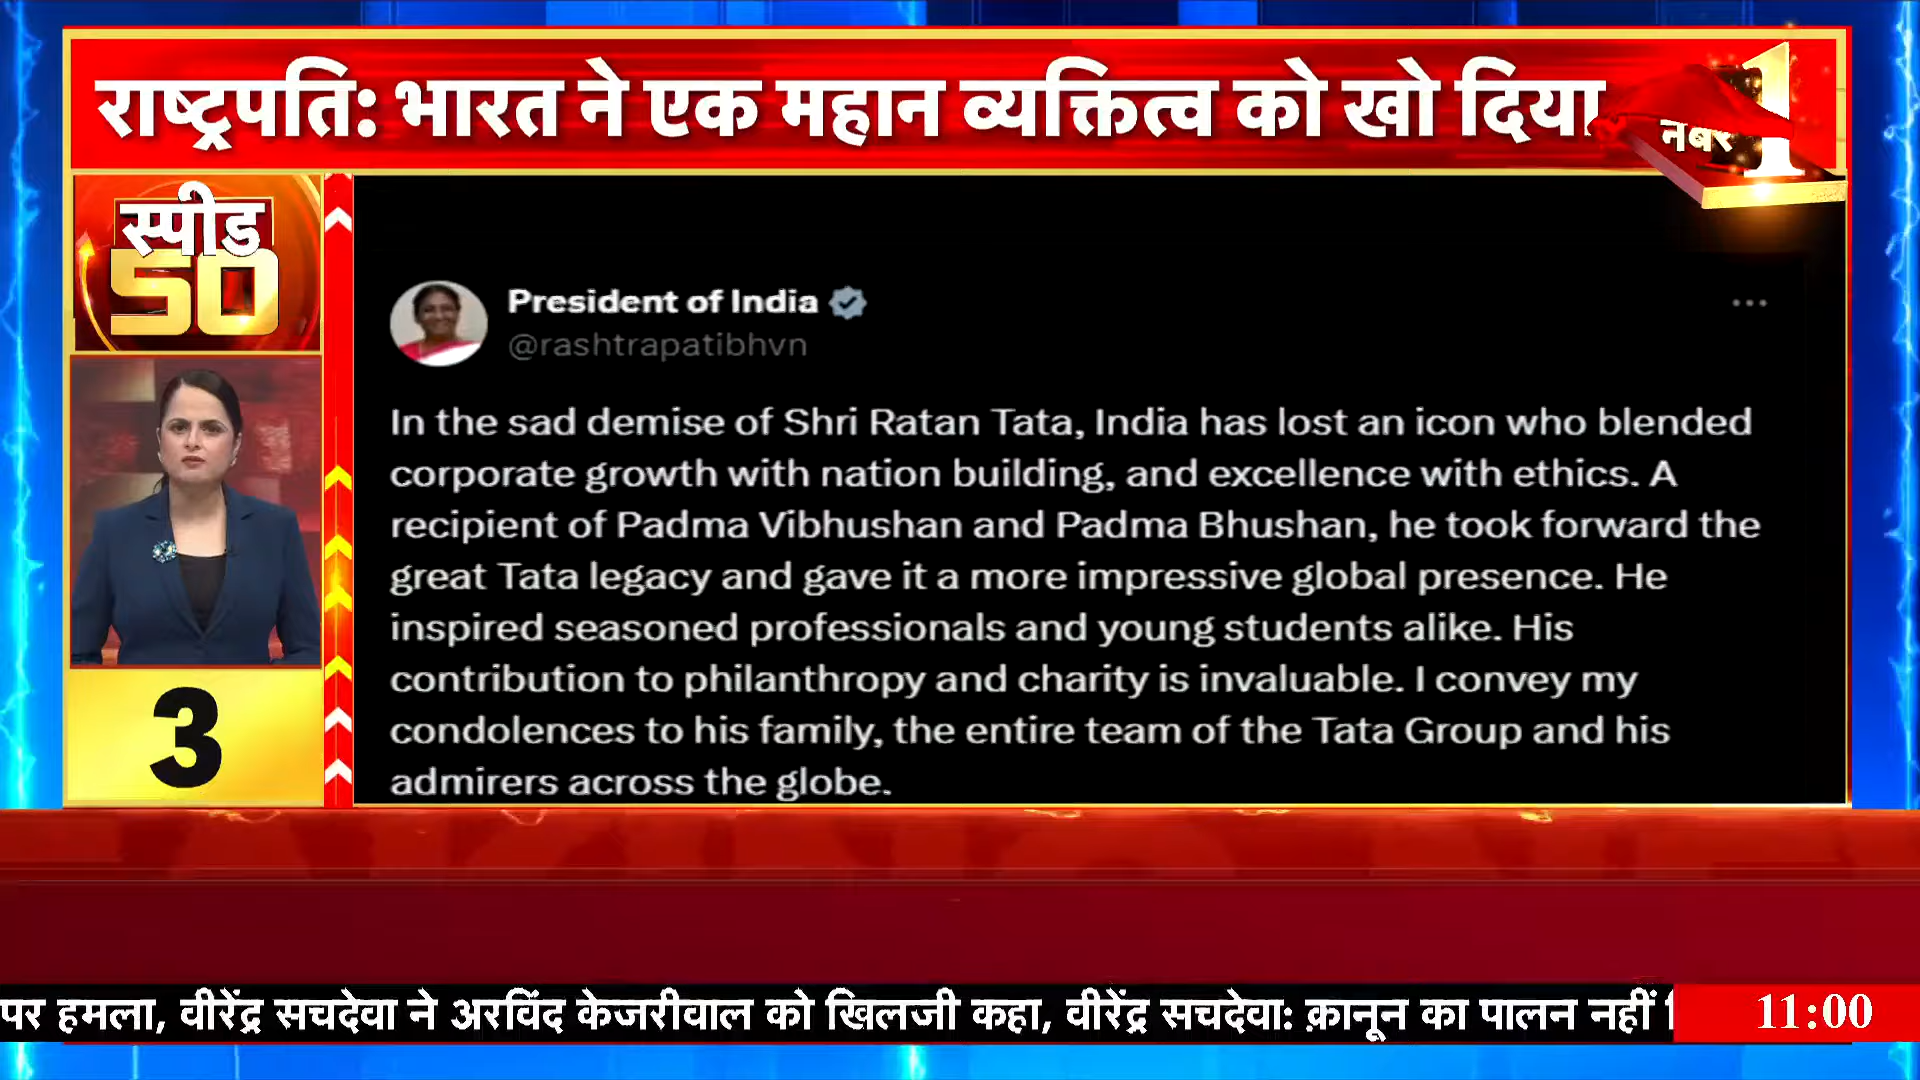 राष्ट्रपति: भारत ने एक महान व्यक्तित्व को खो दिया
नंबर 1
स्पीड
50
President of India
@rashtrapatibhvn
In the sad demise of Shri Ratan Tata, India has lost an icon who blended
corporate growth with nation building, and excellence with ethics. A
recipient of Padma Vibhushan and Padma Bhushan, he took forward the
great Tata legacy and gave it a more impressive global presence. He
inspired seasoned professionals and young students alike. His
contribution to philanthropy and charity is invaluable. I convey my
condolences to his family, the entire team of the Tata Group and his
admirers across the globe.
3
पर हमला, वीरेंद्र सचदेवा ने अरविंद केजरीवाल को खिलजी कहा, वीरेंद्र सचदेवा: क़ानून का पालन नहीं
11:00